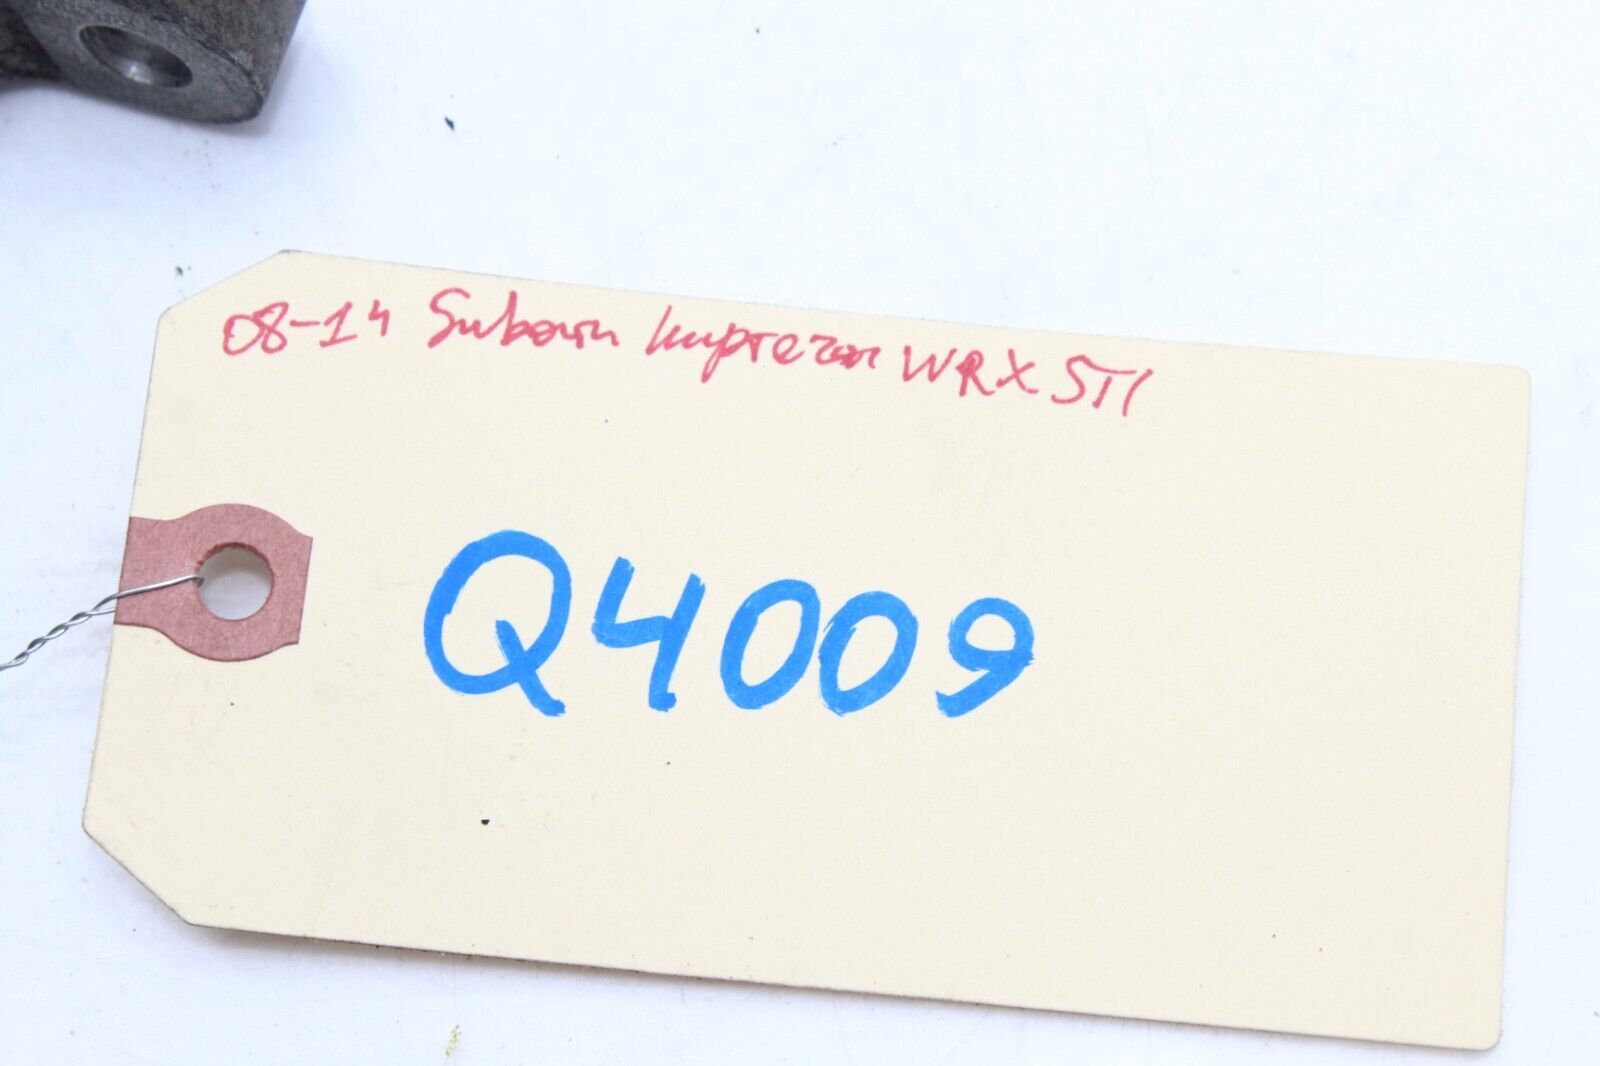 08-14 Subaru Impreza WRX STI
Q4009